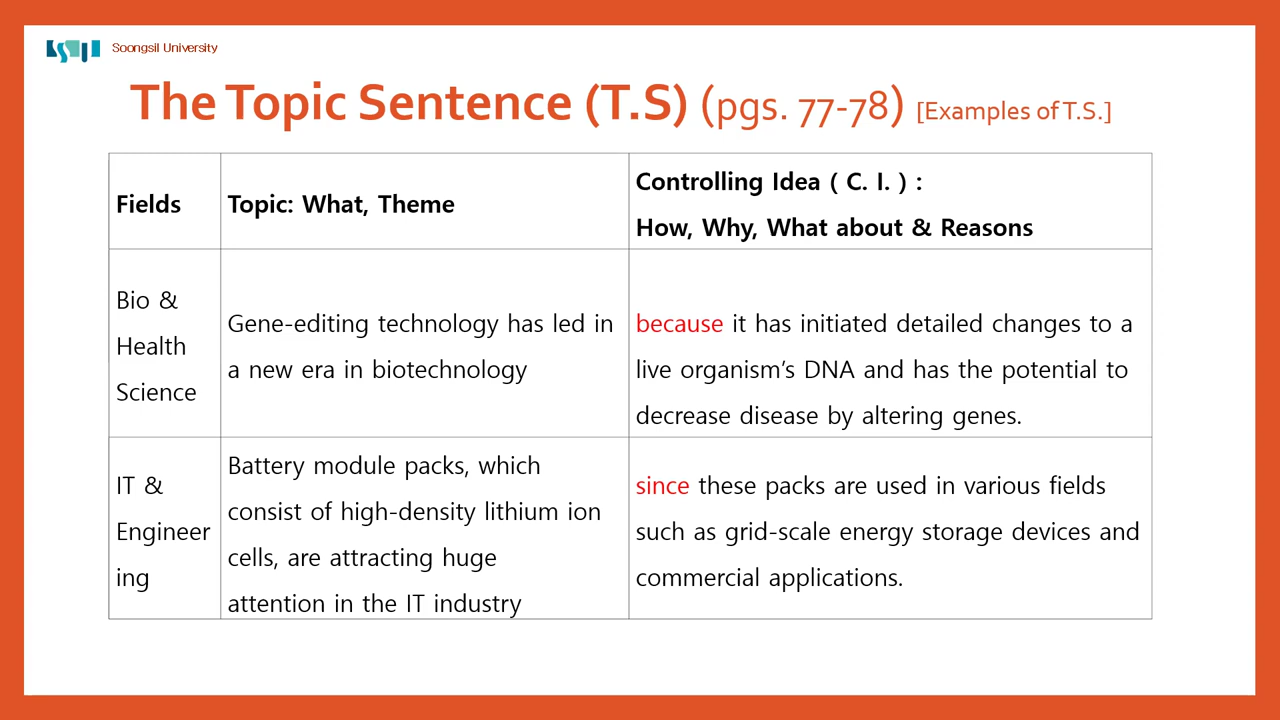 Soongsil University
The Topic Sentence (T.S) (pgs. 77-78) [Examples of T.S.]
Fields
Topic: What, Theme
Controlling Idea ( C. I. ) :
How, Why, What about & Reasons
Bio &
Health
Science
Gene-editing technology has led in
a new era in biotechnology
because it has initiated detailed changes to a
live organism's DNA and has the potential to
decrease disease by altering genes.
IT &
Engineer
ing
Battery module packs, which
consist of high-density lithium ion
cells, are attracting huge
attention in the IT industry
since these packs are used in various fields
such as grid-scale energy storage devices and
commercial applications.